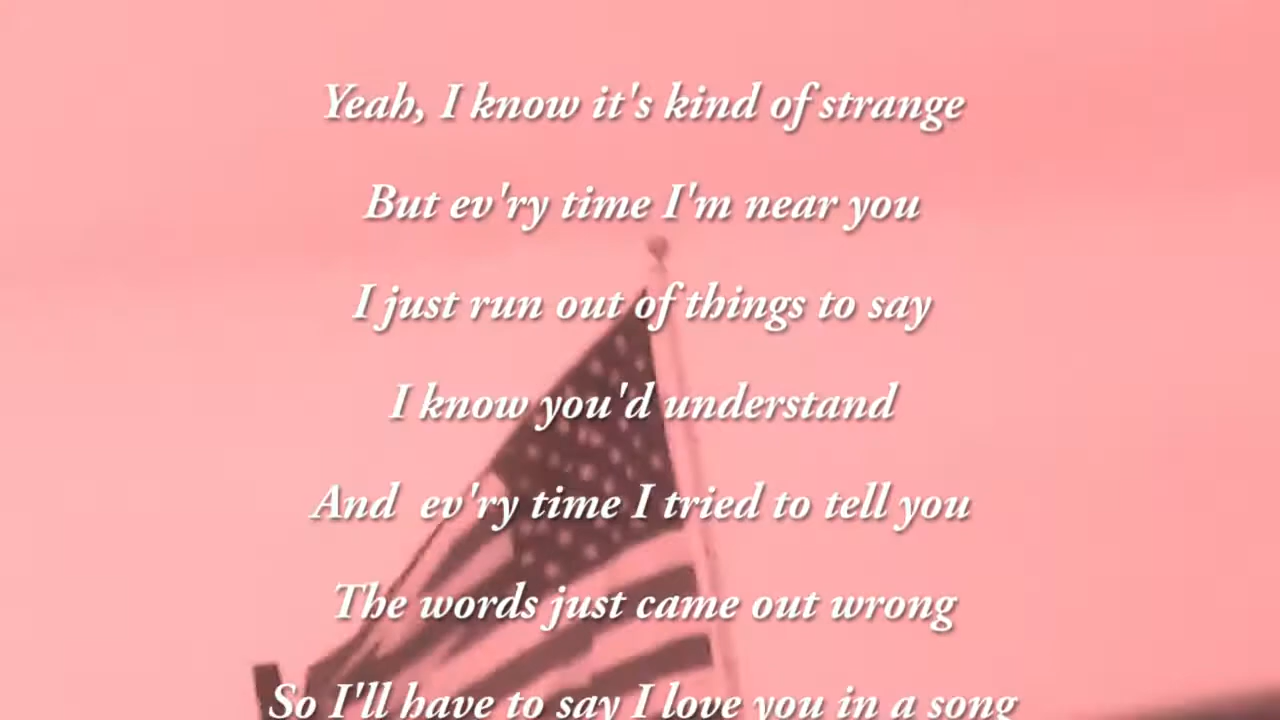 Yeah, I know it's kind of strange
But ev'ry time I'm near you
I just run out of things to say
I know you'd understand
And  ev'ry time I tried to tell you
The words just came out wrong
So I'll have to say I love you in a song